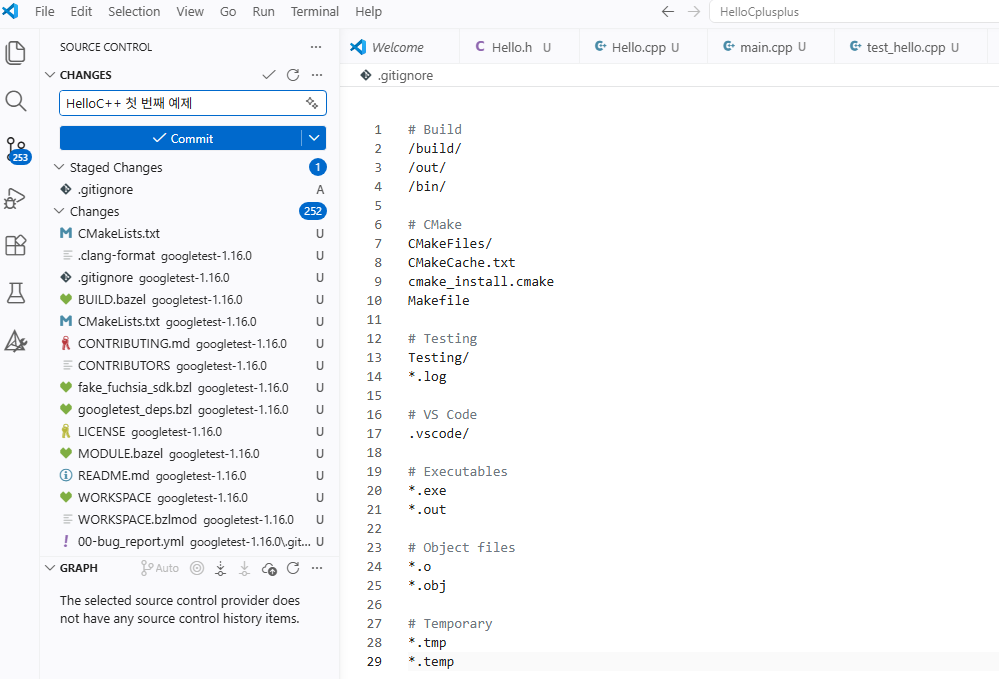 File Edit Selection View Go Run Terminal Help
HelloCplusplus
SOURCE CONTROL
CHANGES
HelloC++ 첫 번째 예제
Commit
Staged Changes 1
.gitignore A
Changes 252
CMakeLists.txt U
.clang-format googletest-1.16.0 U
.gitignore googletest-1.16.0 U
BUILD.bazel googletest-1.16.0 U
CMakeLists.txt googletest-1.16.0 U
CONTRIBUTING.md googletest-1.16.0 U
CONTRIBUTORS googletest-1.16.0 U
fake_fuchsia_sdk.bzl googletest-1.16.0 U
googletest_deps.bzl googletest-1.16.0 U
LICENSE googletest-1.16.0 U
MODULE.bazel googletest-1.16.0 U
README.md googletest-1.16.0 U
WORKSPACE googletest-1.16.0 U
WORKSPACE.bzlmod googletest-1.16.0 U
! 00-bug_report.yml googletest-1.16.0\.git... U
GRAPH Auto
The selected source control provider does
not have any source control history items.
253
Welcome
C Hello.h U
Hello.cpp U
main.cpp U
test_hello.cpp U
.gitignore
1 # Build
2 /build/
3 /out/
4 /bin/
5
6 # CMake
7 CMakeFiles/
8 CMakeCache.txt
9 cmake_install.cmake
10 Makefile
11
12 # Testing
13 Testing/
14 *.log
15
16 # VS Code
17 .vscode/
18
19 # Executables
20 *.exe
21 *.out
22
23 # Object files
24 *.o
25 *.obj
26
27 # Temporary
28 *.tmp
29 *.temp